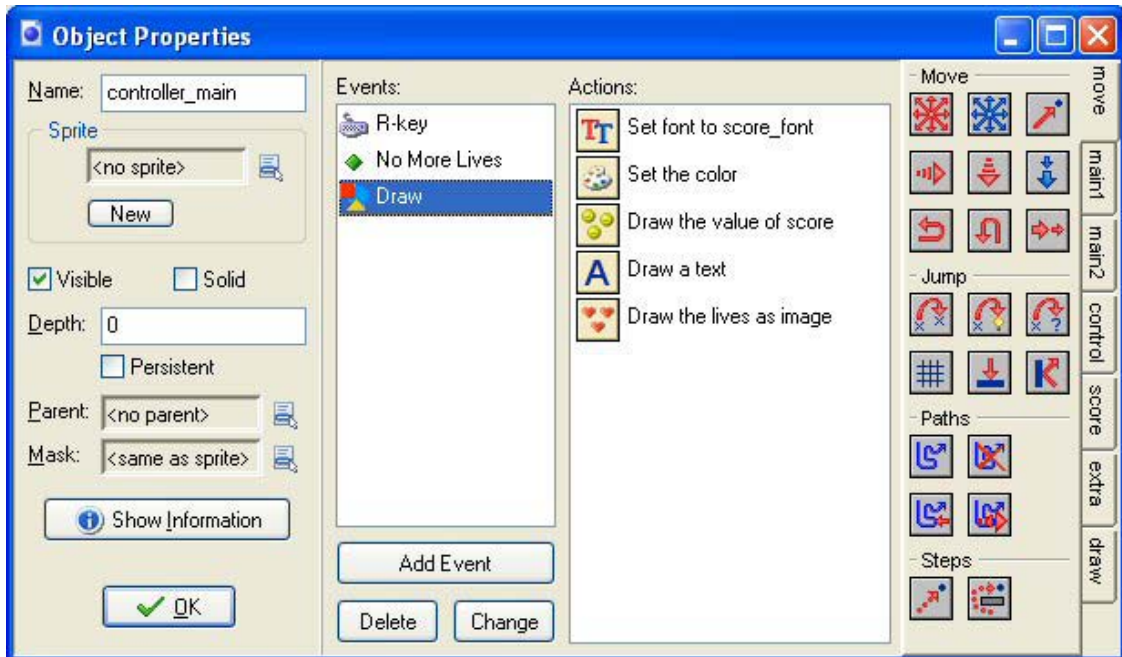 Object Properties
Name: controller_main
Sprite
<no sprite>
New
Visible
Solid
Depth: 0
Persistent
Parent: <no parent>
Mask: <same as sprite>
Show Information
OK
Events:
R-key
No More Lives
Draw
Add Event
Delete
Change
Actions:
Set font to score_font
Set the color
Draw the value of score
Draw a text
Draw the lives as image
Move
Jump
Paths
Steps
move
main1
main2
control
score
extra
draw